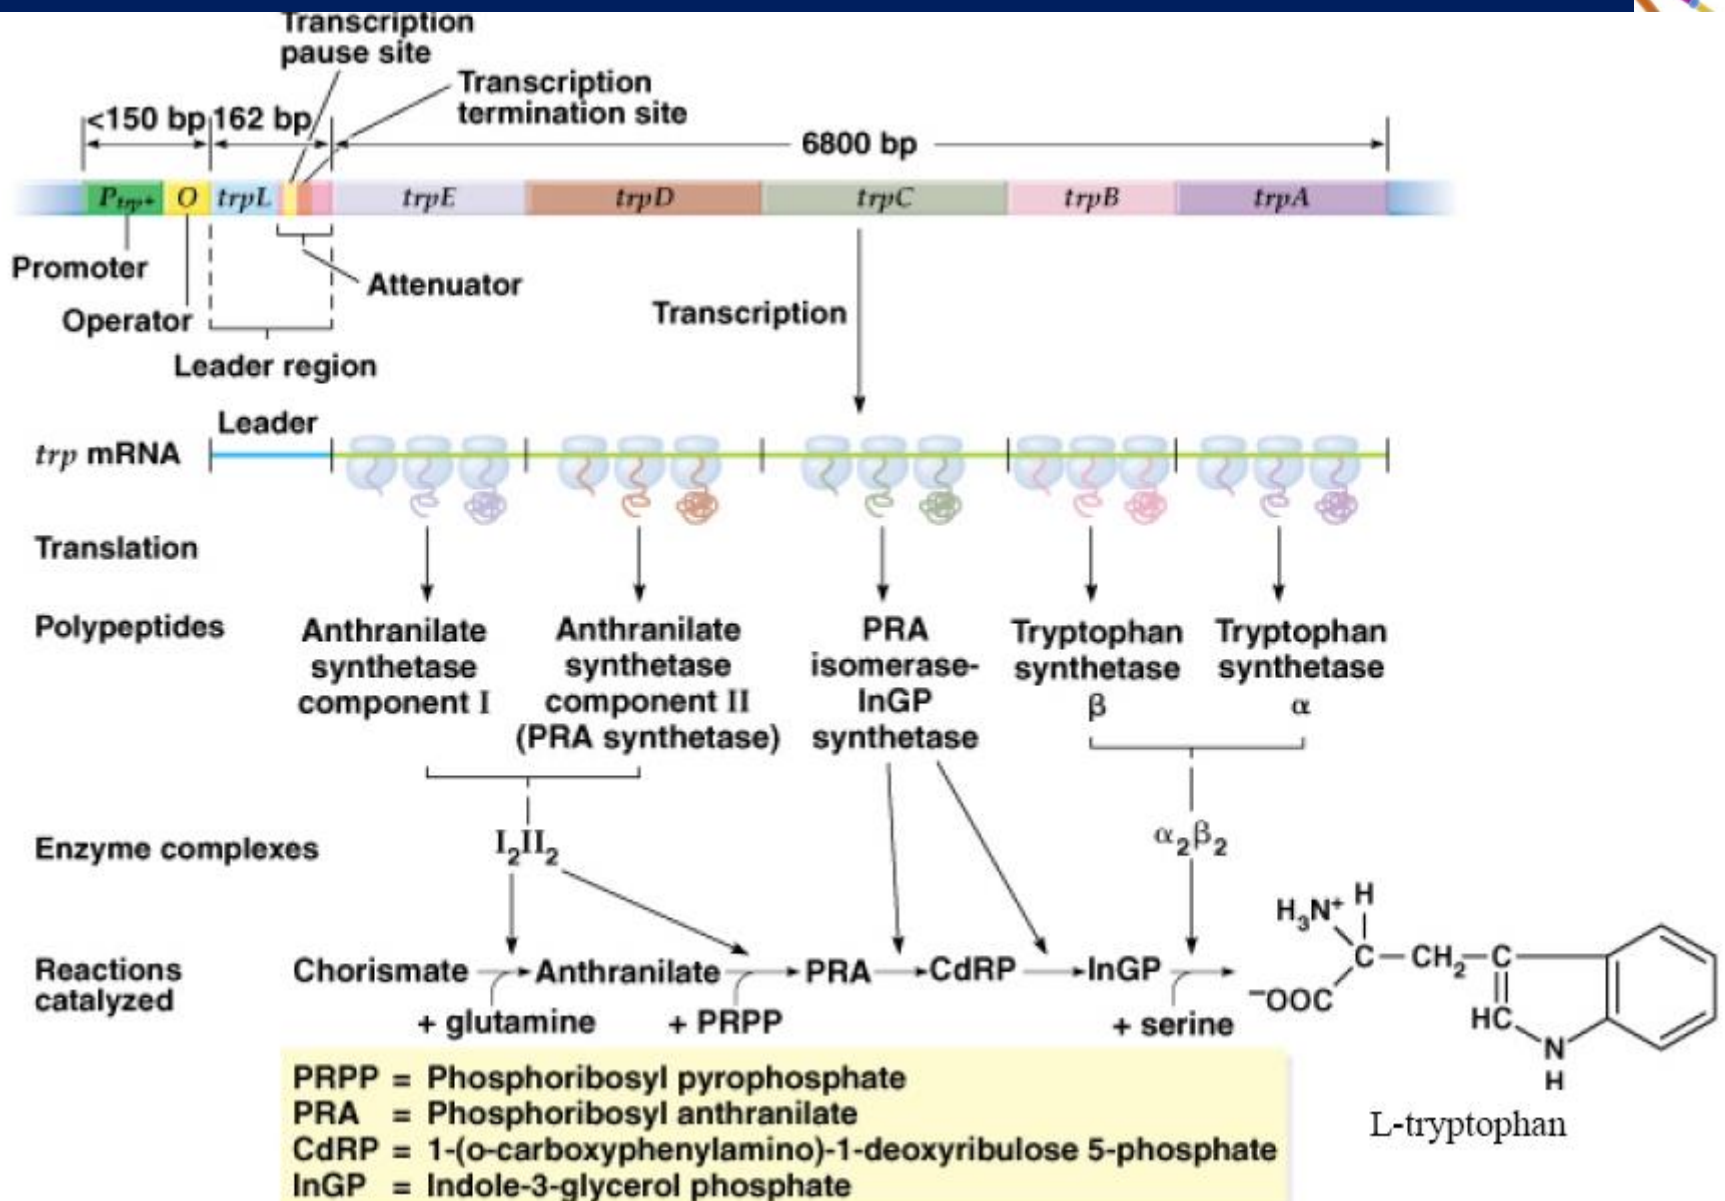 Transcription
pause site
Transcription
termination site
<150 bp 162 bp
6800 bp
Ptrp+ O trpL trpE trpD trpC trpB trpA
Promoter
Operator
Attenuator
Leader region
Transcription
Leader
trp mRNA
Translation
Polypeptides
Anthranilate
synthetase
component I
Anthranilate
synthetase
component II
(PRA synthetase)
PRA
isomerase-
InGP
synthetase
Tryptophan
synthetase
β
Tryptophan
synthetase
α
Enzyme complexes
I2II2
α2β2
Reactions
catalyzed
Chorismate
Anthranilate
PRA
CdRP
InGP
+ glutamine
+ PRPP
+ serine
H3N+ H
C CH2 C
-OOC
HC
N
H
L-tryptophan
PRPP = Phosphoribosyl pyrophosphate
PRA = Phosphoribosyl anthranilate
CdRP = 1-(o-carboxyphenylamino)-1-deoxyribulose 5-phosphate
InGP = Indole-3-glycerol phosphate